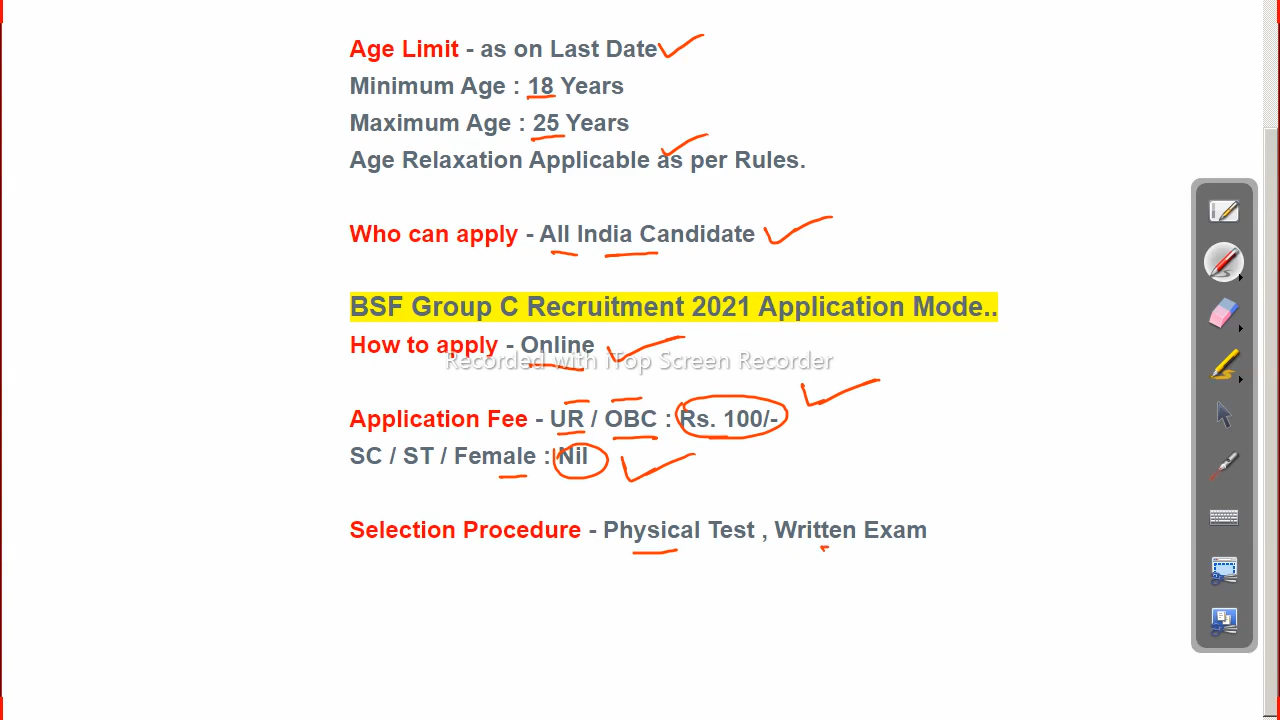 Age Limit - as on Last Date
Minimum Age : 18 Years
Maximum Age : 25 Years
Age Relaxation Applicable as per Rules.
Who can apply - All India Candidate
BSF Group C Recruitment 2021 Application Mode..
How to apply - Online
Recorded with iTop Screen Recorder
Application Fee - UR / OBC : Rs. 100/-
SC / ST / Female : Nil
Selection Procedure - Physical Test , Written Exam